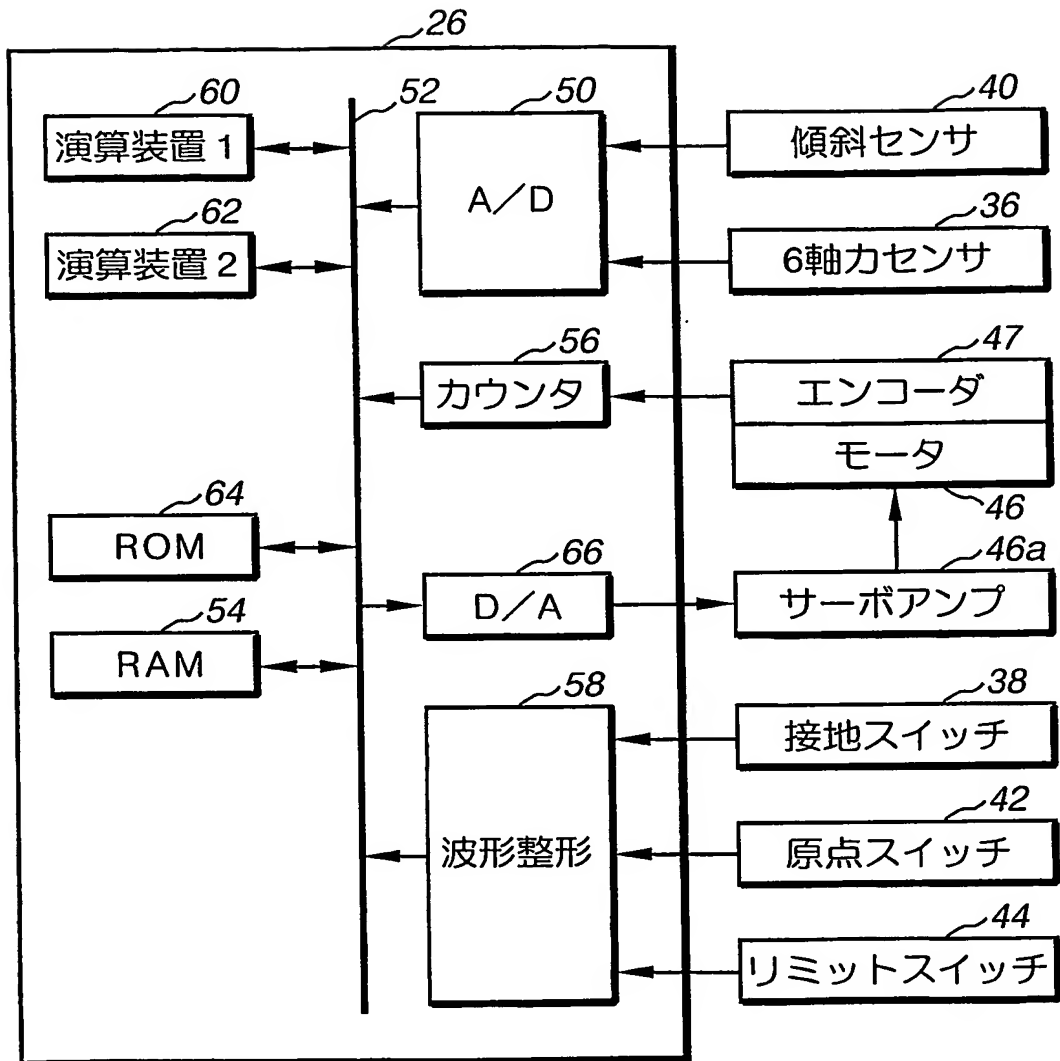 26
60
52
50
40
演算装置1
A/D
傾斜センサ
62
36
演算装置2
6軸力センサ
56
47
カウンタ
エンコーダ
モータ
64
46
ROM
66
46a
D/A
サーボアンプ
54
RAM
58
38
接地スイッチ
波形整形
42
原点スイッチ
44
リミットスイッチ